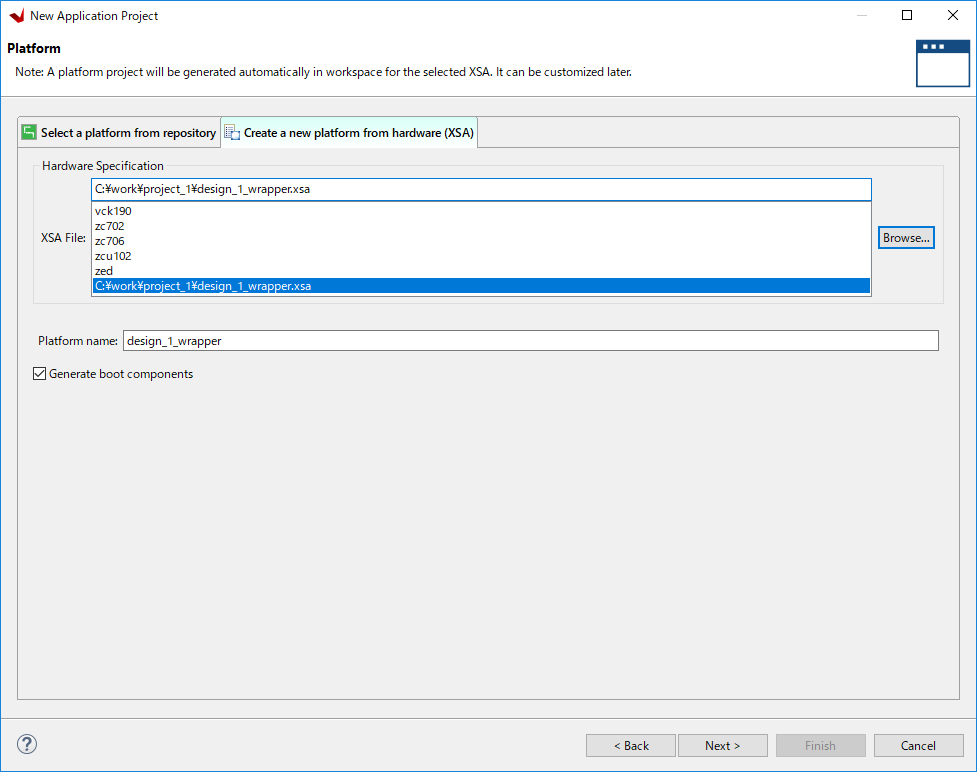 New Application Project
Platform
Note: A platform project will be generated automatically in workspace for the selected XSA. It can be customized later.
Select a platform from repository
Create a new platform from hardware (XSA)
Hardware Specification
C:¥work¥project_1¥design_1_wrapper.xsa
XSA File:
vck190
zc702
zc706
zcu102
zed
C:¥work¥project_1¥design_1_wrapper.xsa
Browse...
Platform name: design_1_wrapper
Generate boot components
?
< Back
Next >
Finish
Cancel